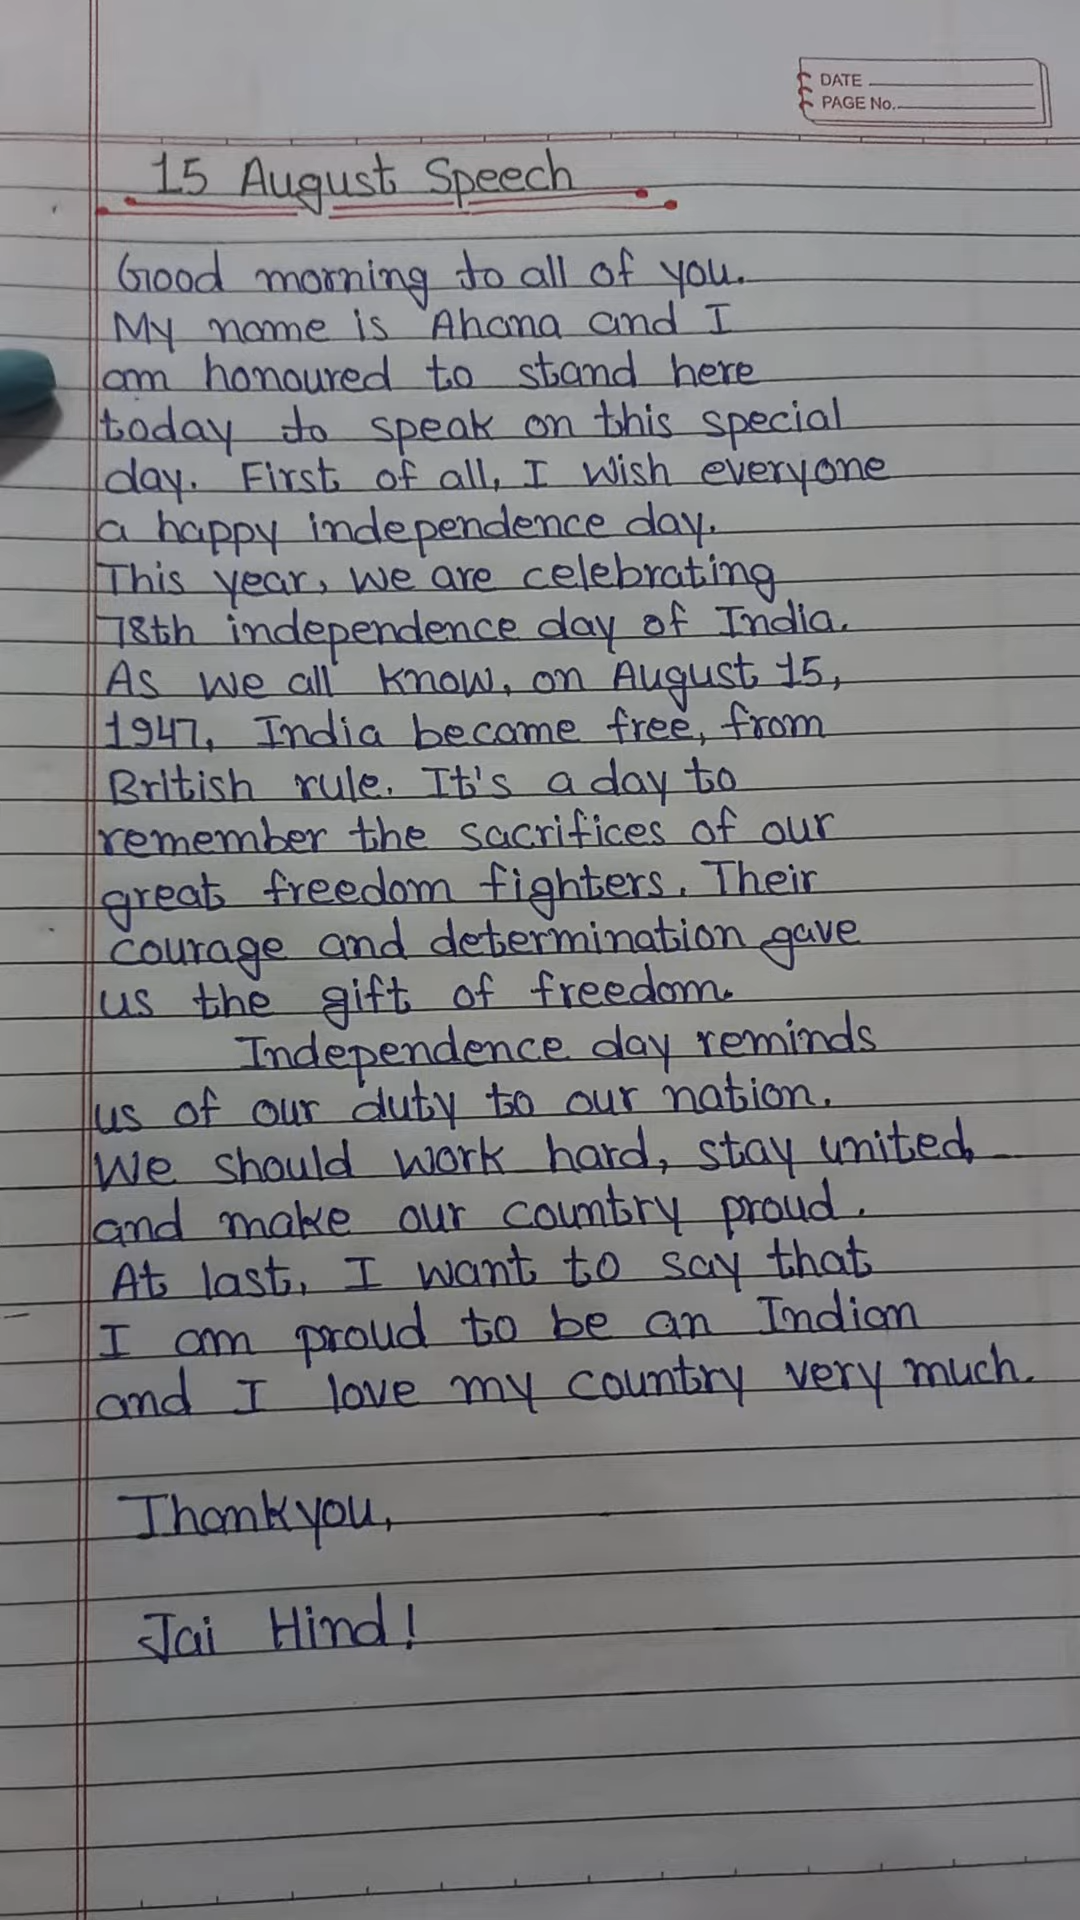 DATE
PAGE No.
15 August Speech
Good morning to all of you.
My name is Ahana and I
am honoured to stand here
today to speak on this special
day. First of all, I wish everyone
a happy independence day.
This year, we are celebrating
78th independence day of India.
As we all know, on August 15,
1947, India became free, from
British rule. It's a day to
remember the sacrifices of our
great freedom fighters. Their
courage and determination gave
us the gift of freedom.
Independence day reminds
us of our duty to our nation.
We should work hard, stay united,
and make our country proud.
At last, I want to say that
I am proud to be an Indian
and I love my country very much.
Thankyou,
Jai Hind!